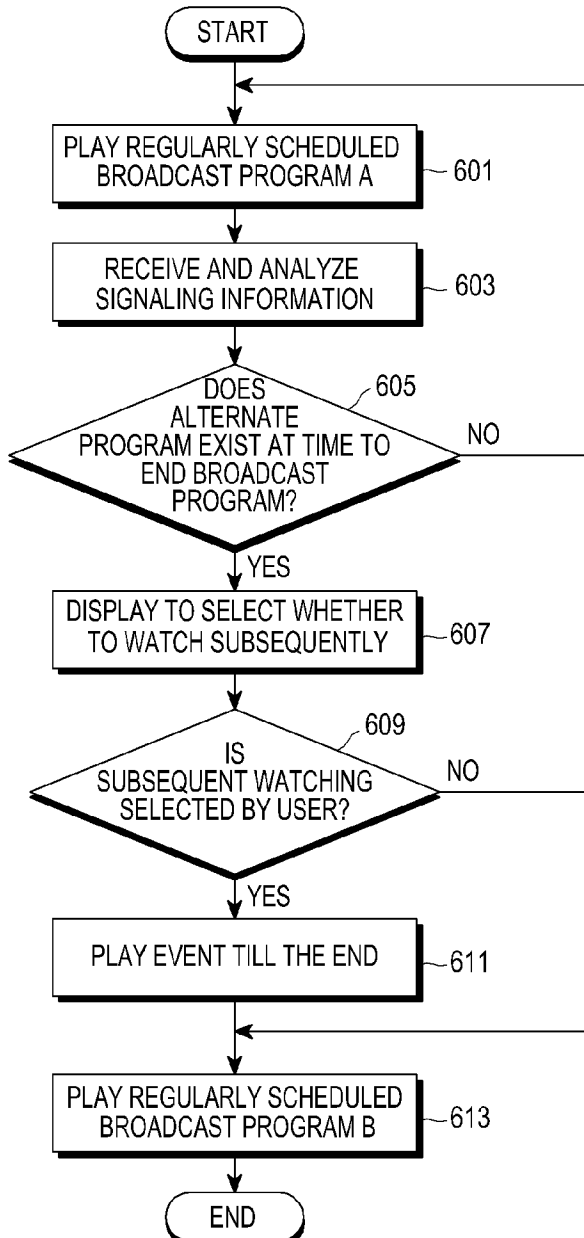 START
PLAY REGULARLY SCHEDULED
BROADCAST PROGRAM A
601
RECEIVE AND ANALYZE
SIGNALING INFORMATION
603
DOES
ALTERNATE
PROGRAM EXIST AT TIME TO
END BROADCAST
PROGRAM?
605
NO
YES
DISPLAY TO SELECT WHETHER
TO WATCH SUBSEQUENTLY
607
IS
SUBSEQUENT WATCHING
SELECTED BY USER?
609
NO
YES
PLAY EVENT TILL THE END
611
PLAY REGULARLY SCHEDULED
BROADCAST PROGRAM B
613
END